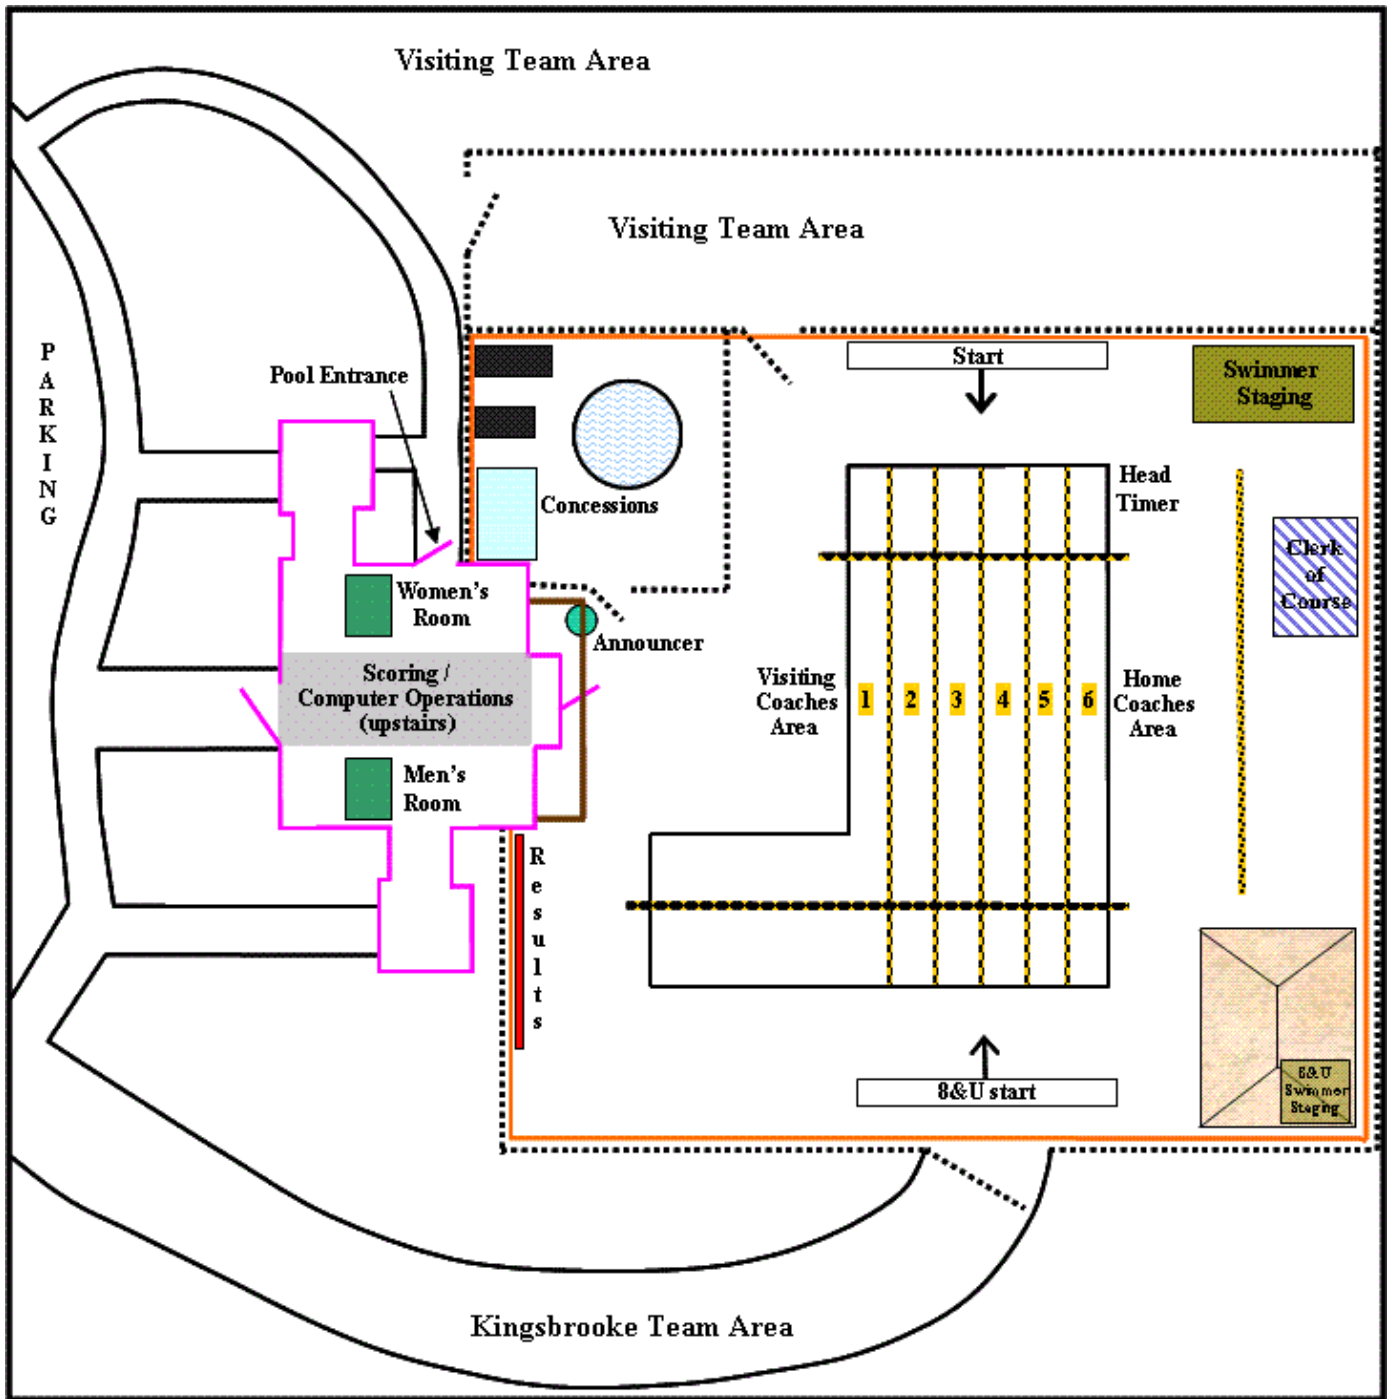 Visiting Team Area
Visiting Team Area
PARKING
Pool Entrance
Start
Swimmer
Staging
Concessions
Head
Timer
Clerk
of
Course
Women's
Room
Announcer
Scoring /
Computer Operations
(upstairs)
Visiting
Coaches
Area
1
2
3
4
5
6
Home
Coaches
Area
Men's
Room
Results
8&U start
8&U
Swimmer
Staging
Kingsbrooke Team Area